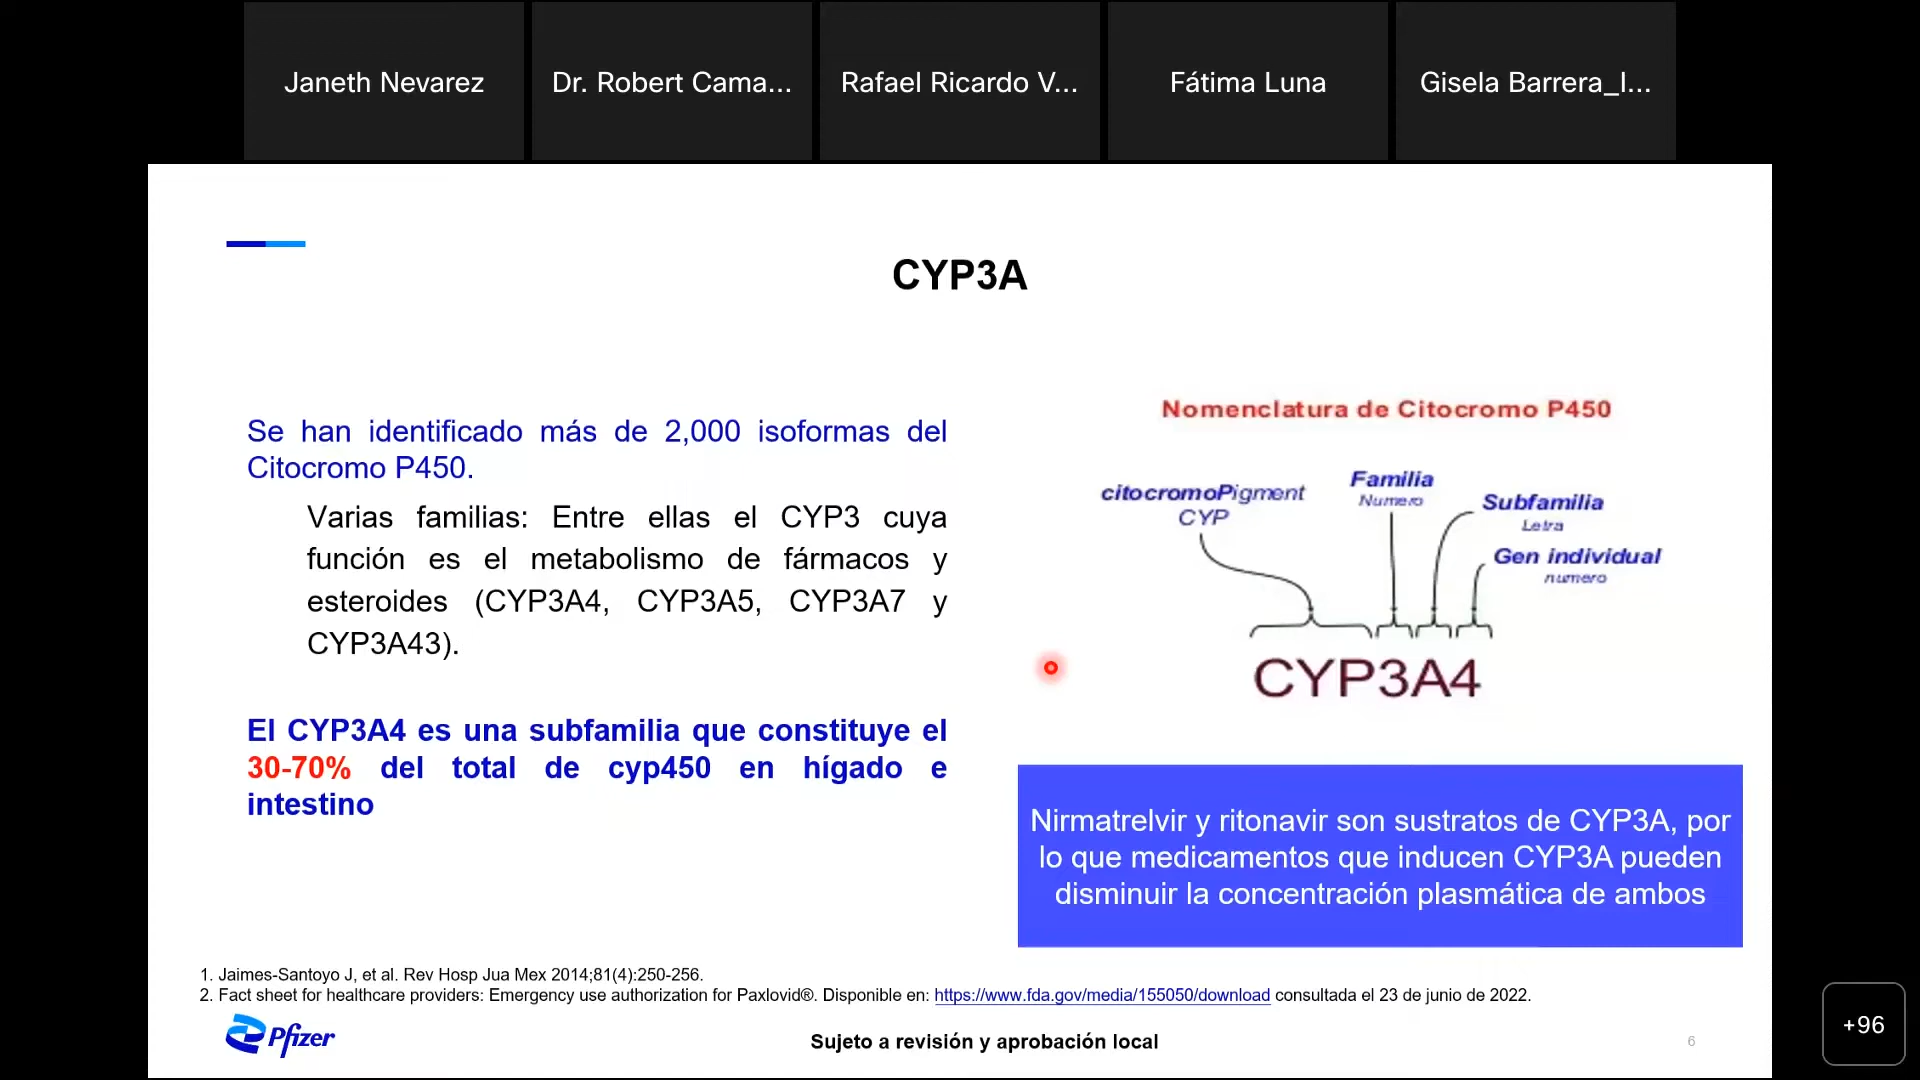 Janeth Nevarez
Dr. Robert Cama...
Rafael Ricardo V...
Fátima Luna
Gisela Barrera_I...
CYP3A
Se han identificado más de 2,000 isoformas del
Citocromo P450.
Varias familias: Entre ellas el CYP3 cuya
función es el metabolismo de fármacos y
esteroides (CYP3A4, CYP3A5, CYP3A7 y
CYP3A43).
El CYP3A4 es una subfamilia que constituye el
30-70% del total de cyp450 en hígado e
intestino
Nomenclatura de Citocromo P450
citocromoPigment
CYP
Familia
Numero
Subfamilia
Letra
Gen individual
numero
CYP3A4
Nirmatrelvir y ritonavir son sustratos de CYP3A, por
lo que medicamentos que inducen CYP3A pueden
disminuir la concentración plasmática de ambos
1. Jaimes-Santoyo J, et al. Rev Hosp Jua Mex 2014;81(4):250-256.
2. Fact sheet for healthcare providers: Emergency use authorization for Paxlovid®. Disponible en: https://www.fda.gov/media/155050/download consultada el 23 de junio de 2022.
Pfizer
Sujeto a revisión y aprobación local
6
+96